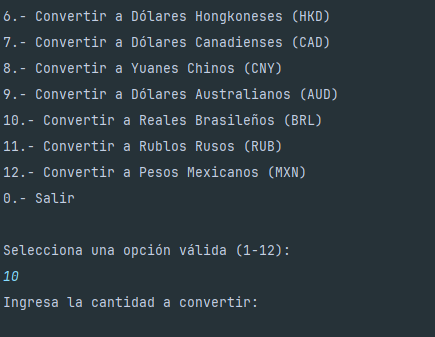 6.- Convertir a Dólares Hongkoneses (HKD)
7.- Convertir a Dólares Canadienses (CAD)
8.- Convertir a Yuanes Chinos (CNY)
9.- Convertir a Dólares Australianos (AUD)
10.- Convertir a Reales Brasileños (BRL)
11.- Convertir a Rublos Rusos (RUB)
12.- Convertir a Pesos Mexicanos (MXN)
0.- Salir
Selecciona una opción válida (1-12):
10
Ingresa la cantidad a convertir: